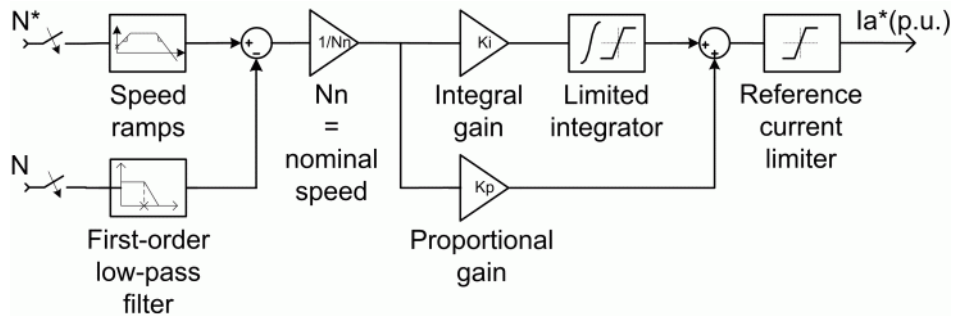 N*
Ia*(p.u.)
+
-
1/Nn
Ki
+
+
Speed
ramps
Nn
=
nominal
speed
Integral
gain
Limited
integrator
Reference
current
limiter
N
Kp
First-order
low-pass
filter
Proportional
gain